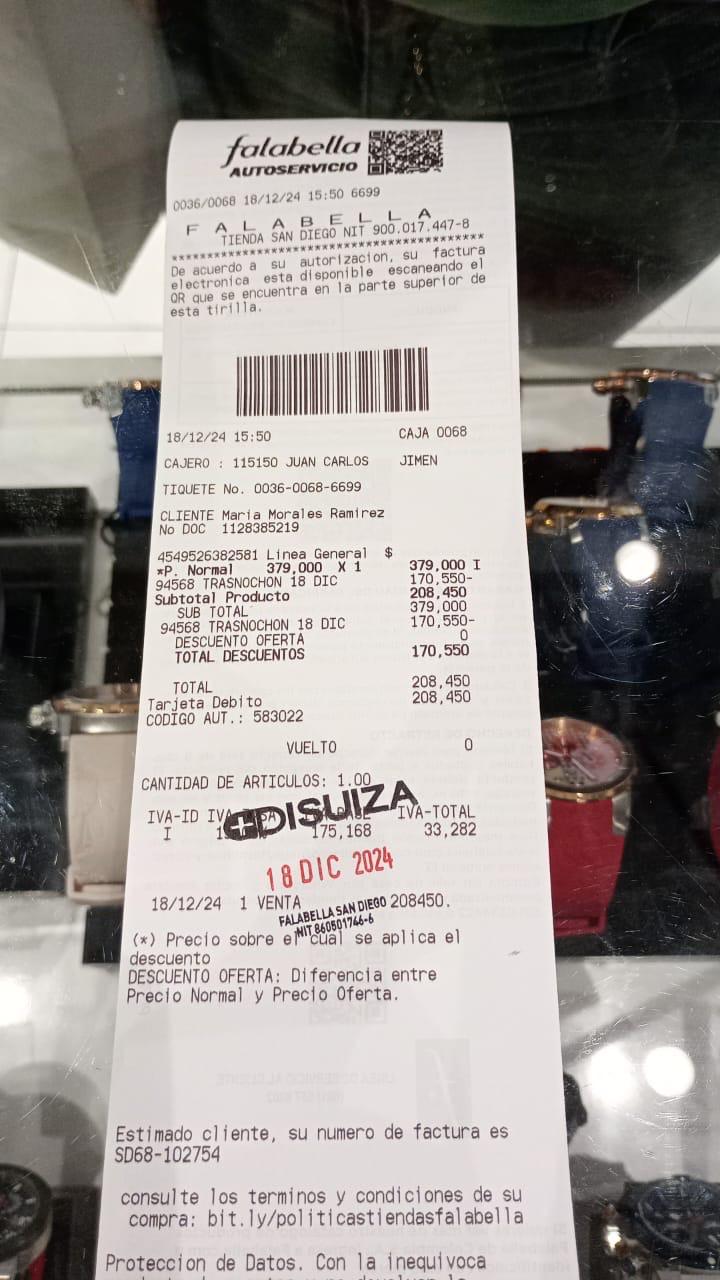 falabella
AUTOSERVICIO
0036/0068 18/12/24 15:50 6699
F A L A B E L L A
TIENDA SAN DIEGO NIT 900.017.447-8
**********************************************
De acuerdo a su autorizacion, su factura
electronica esta disponible escaneando el
QR que se encuentra en la parte superior de
esta tirilla.
18/12/24 15:50 CAJA 0068
CAJERO : 115150 JUAN CARLOS JIMEN
TIQUETE No. 0036-0068-6699
CLIENTE Maria Morales Ramirez
No DOC 1128385219
4549526382581 Linea General $
*P. Normal 379,000 X 1 379,000 I
94568 TRASNOCHON 18 DIC 170,550-
Subtotal Producto 208,450
SUB TOTAL 379,000
94568 TRASNOCHON 18 DIC 170,550-
DESCUENTO OFERTA 0
TOTAL DESCUENTOS 170,550
TOTAL 208,450
Tarjeta Debito 208,450
CODIGO AUT.: 583022
VUELTO 0
CANTIDAD DE ARTICULOS: 1.00
IVA-ID IVA- IVA-TOTAL
DISUIZA
I 175,168 33,282
18 DIC 2024
18/12/24 1 VENTA 208450.
FALABELLA SAN DIEGO
NIT 860501746-6
(*) Precio sobre el cual se aplica el
descuento
DESCUENTO OFERTA: Diferencia entre
Precio Normal y Precio Oferta.
Estimado cliente, su numero de factura es
SD68-102754
consulte los terminos y condiciones de su
compra: bit.ly/politicastiendasfalabella
Proteccion de Datos. Con la inequivoca